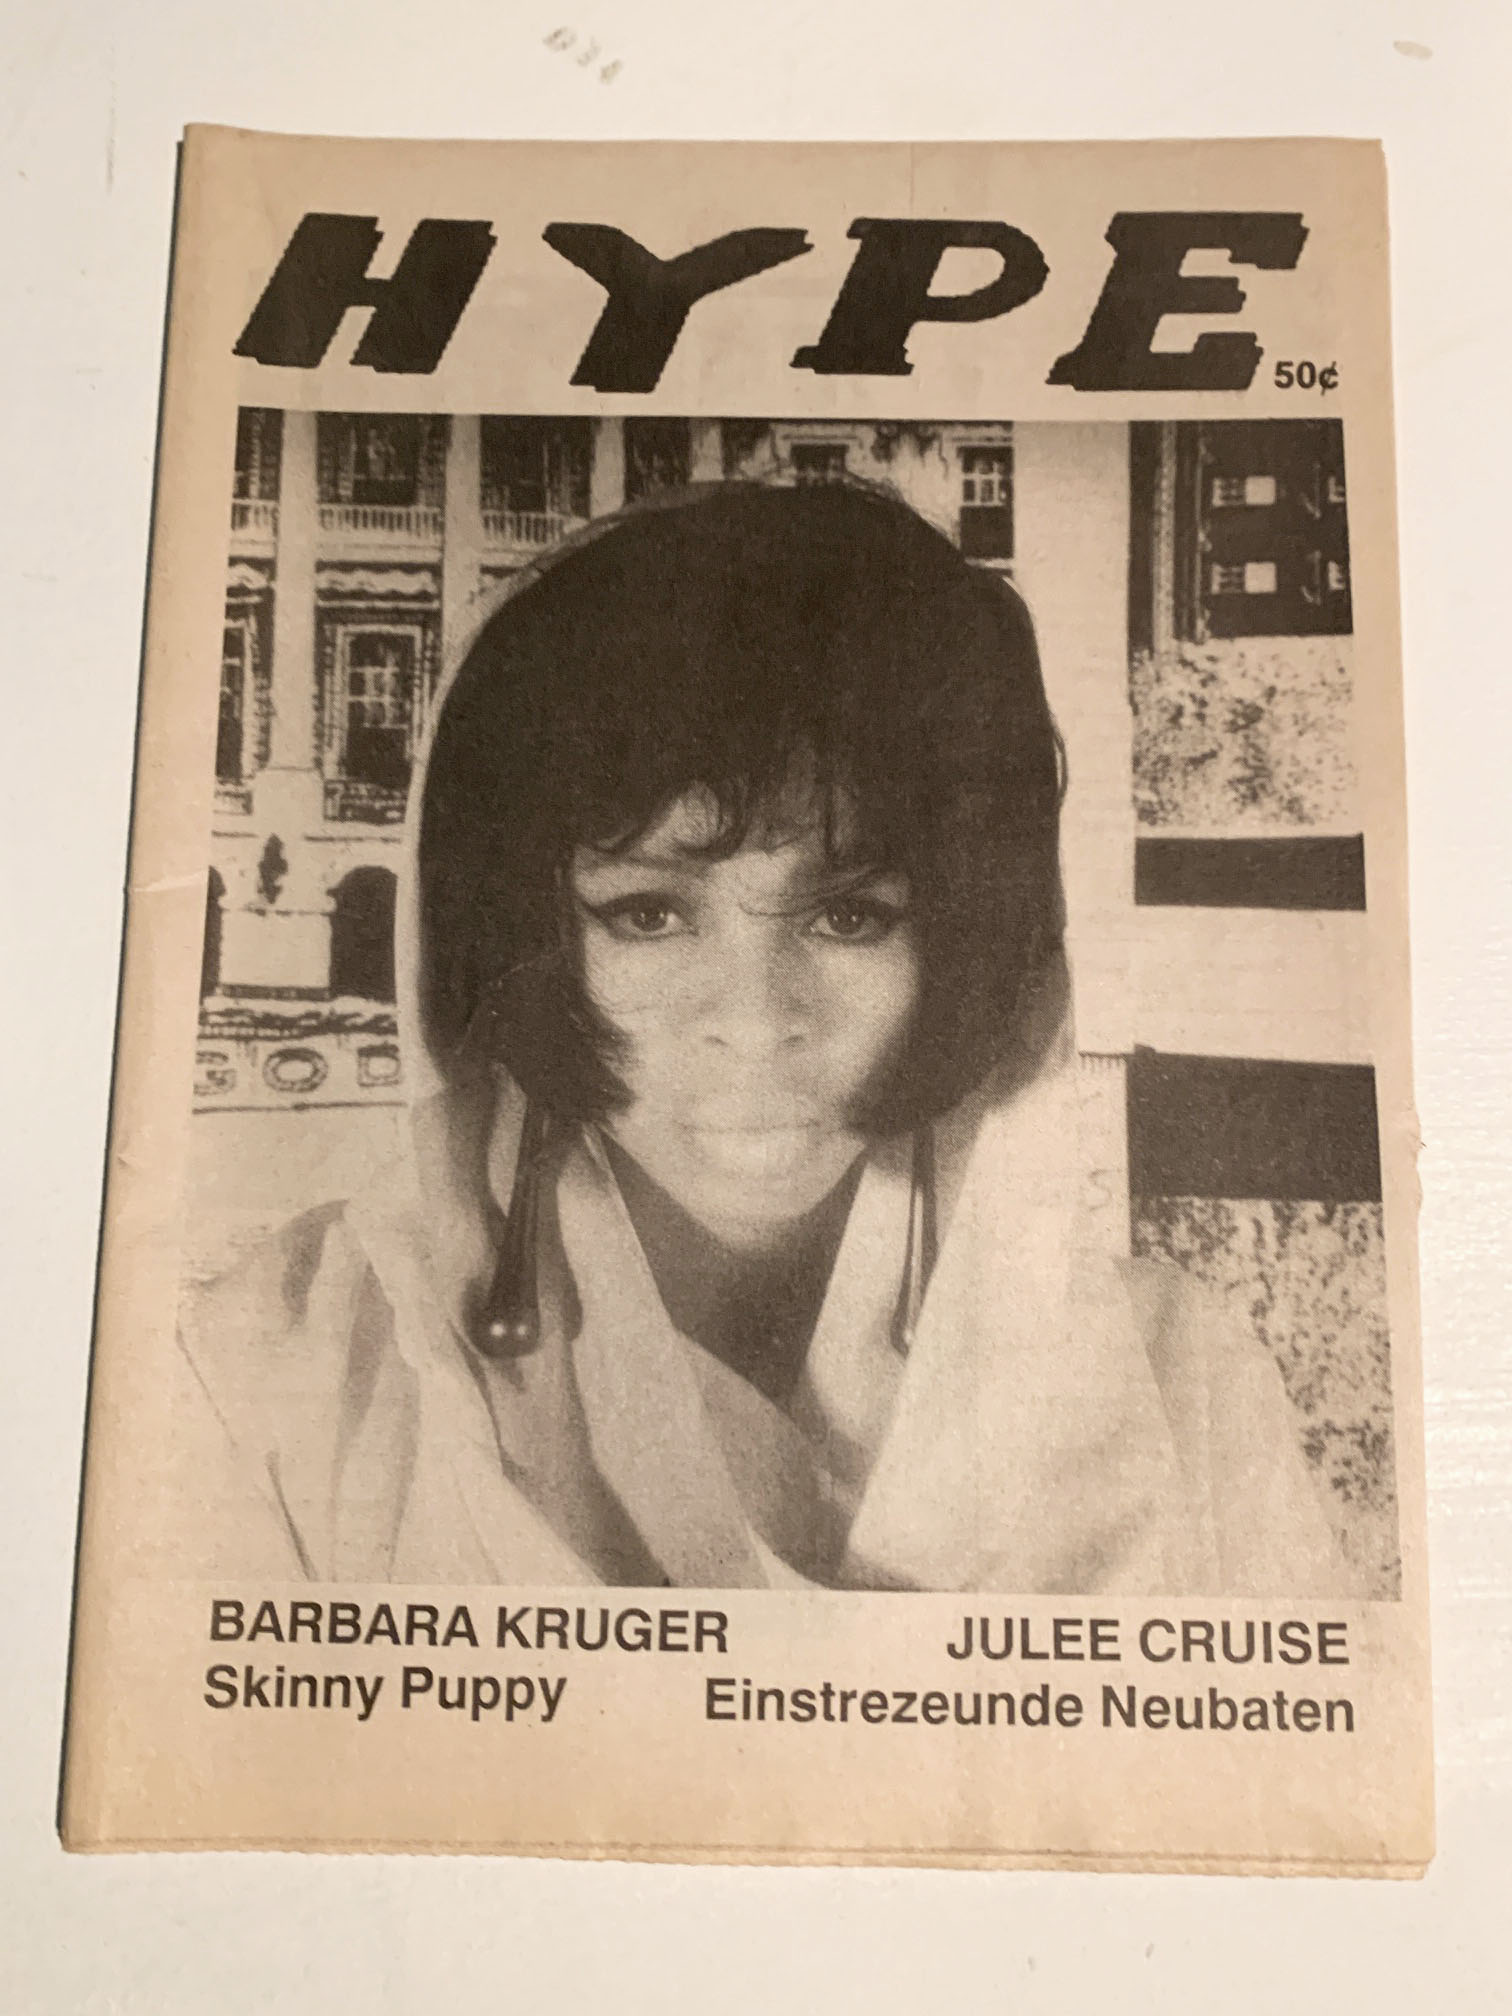 HYPE
50¢
BARBARA KRUGER JULEE CRUISE
Skinny Puppy Einstrezeunde Neubaten